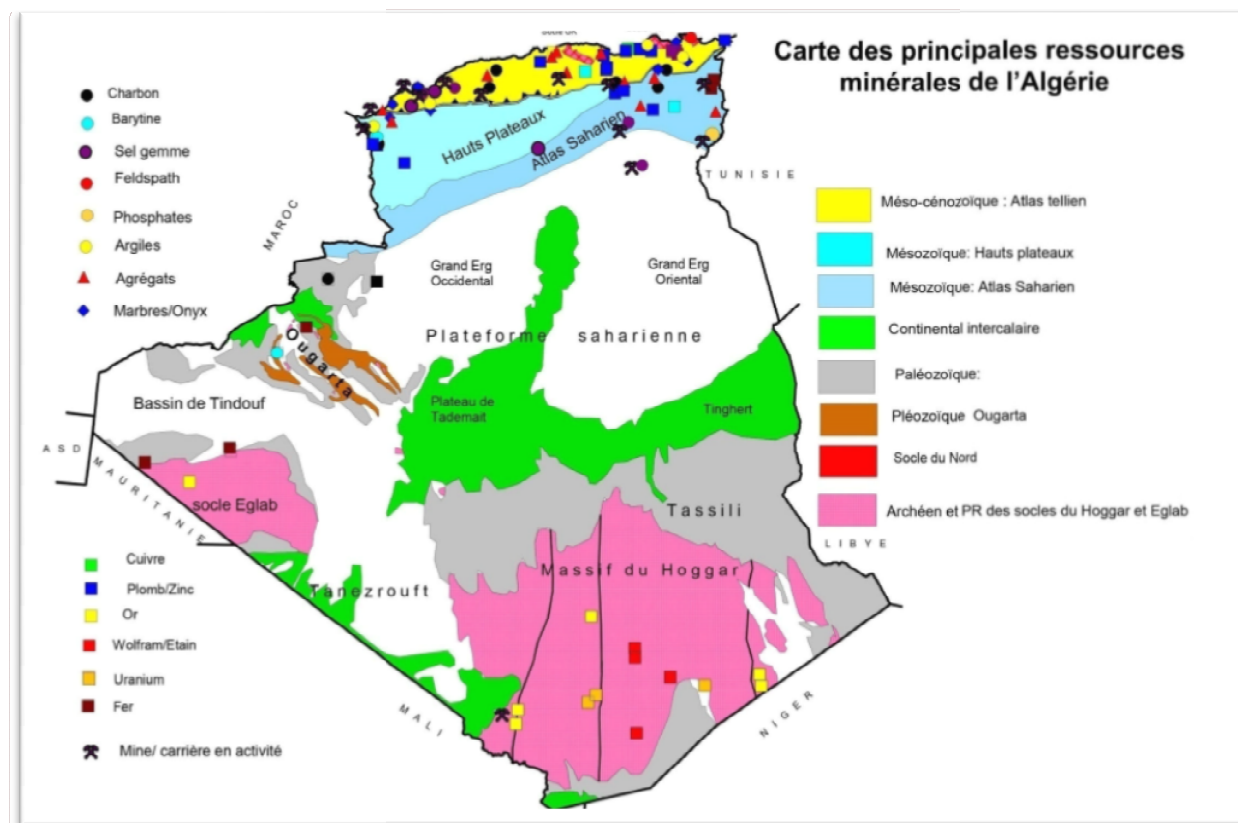 Carte des principales ressources
minérales de l'Algérie
Charbon
Barytine
Sel gemme
Feldspath
Phosphates
Argiles
Agrégats
Marbres/Onyx
Hauts Plateaux
Atlas Saharien
TUNISIE
MAROC
Grand Erg
Occidental
Grand Erg
Oriental
Plateforme saharienne
Ougarta
Bassin de Tindouf
Plateau de
Tademait
Tinghert
ASD
MAURITANIE
socle Eglab
Tassili
LIBYE
Massif du Hoggar
Tanezrouft
MALI
NIGER
Méso-cénozoïque : Atlas tellien
Mésozoïque: Hauts plateaux
Mésozoïque: Atlas Saharien
Continental intercalaire
Paléozoïque:
Pléozoïque Ougarta
Socle du Nord
Archéen et PR des socles du Hoggar et Eglab
Cuivre
Plomb/Zinc
Or
Wolfram/Etain
Uranium
Fer
Mine/ carrière en activité